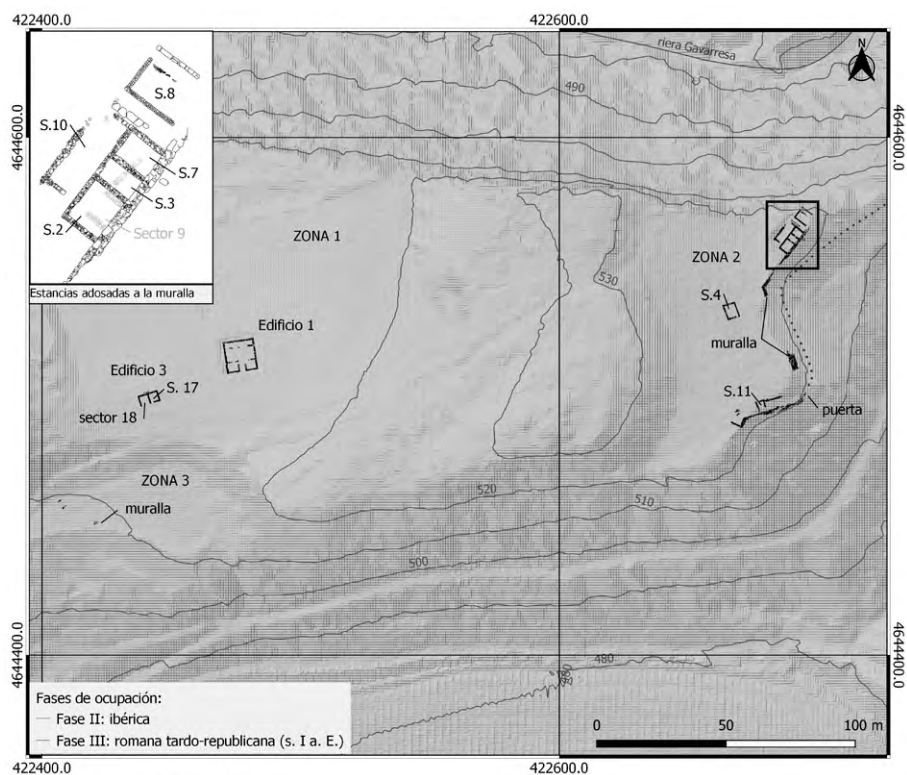 422400.0
422600.0
riera Gavarresa
N
490
4644600.0
4644600.0
S.8
S.10
S.7
S.3
S.2
Sector 9
Estancias adosadas a la muralla
ZONA 1
ZONA 2
530
S.4
Edificio 1
muralla
Edificio 3
S. 17
S.11
sector 18
puerta
ZONA 3
520
510
muralla
500
4644400.0
4644400.0
480
Fases de ocupación:
Fase II: ibérica
Fase III: romana tardo-republicana (s. I a. E.)
0
50
100 m
422400.0
422600.0